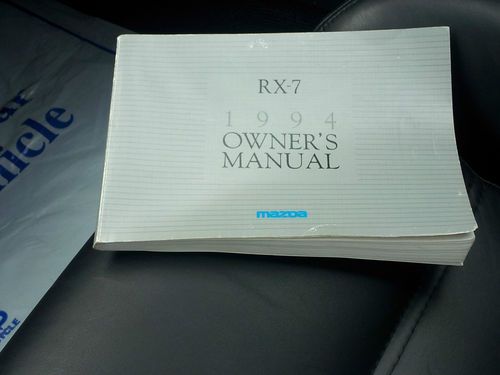 RX-7
1994
OWNER'S
MANUAL
mazda